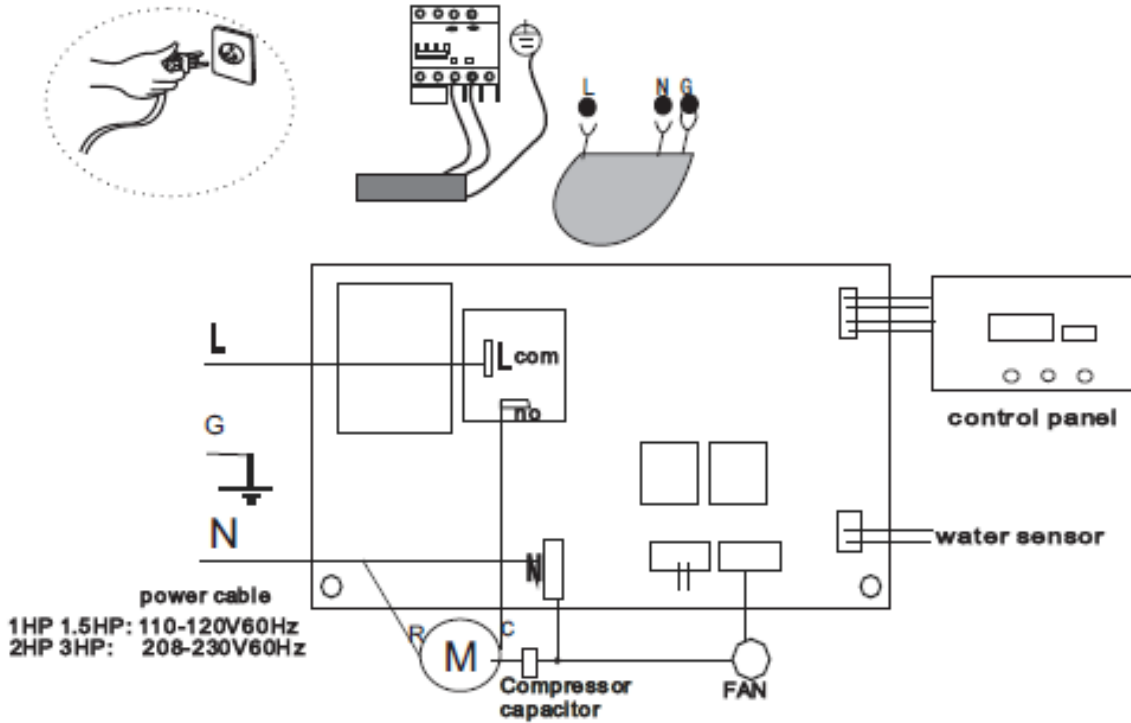 L
N G
L
L com
no
G
N
N
control panel
water sensor
power cable
1HP 1.5HP: 110-120V60Hz
2HP 3HP: 208-230V60Hz
R
C
M
Compressor
capacitor
FAN